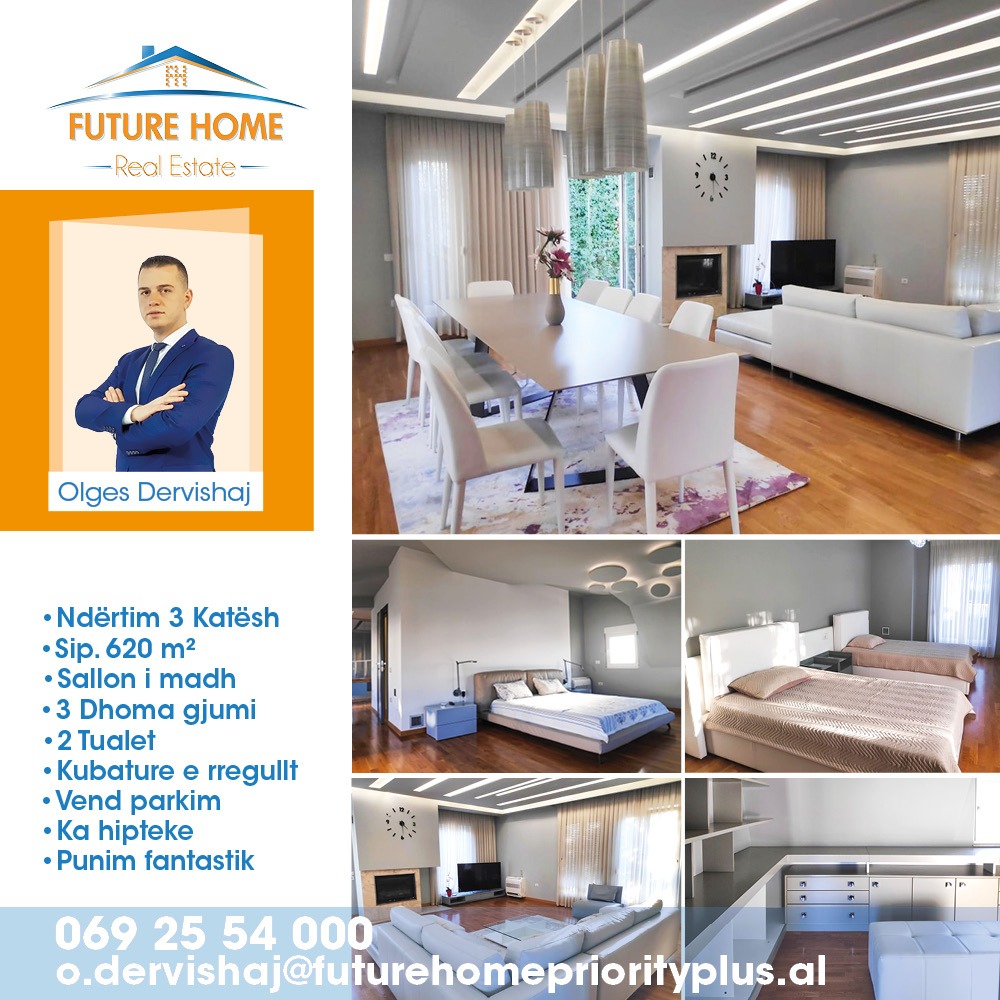 FUTURE HOME
Real Estate
Olges Dervishaj
• Ndërtim 3 Katësh
• Sip. 620 m²
• Sallon i madh
• 3 Dhoma gjumi
• 2 Tualet
• Kubature e rregullt
• Vend parkim
• Ka hipteke
• Punim fantastik
069 25 54 000
o.dervishaj@futurehomepriorityplus.al